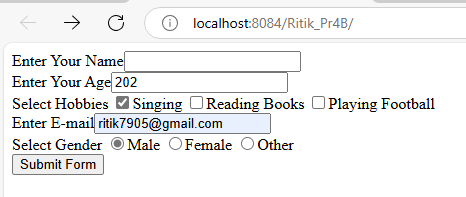 localhost:8084/Ritik_Pr4B/
Enter Your Name
Enter Your Age 202
Select Hobbies Singing Reading Books Playing Football
Enter E-mail ritik7905@gmail.com
Select Gender Male Female Other
Submit Form